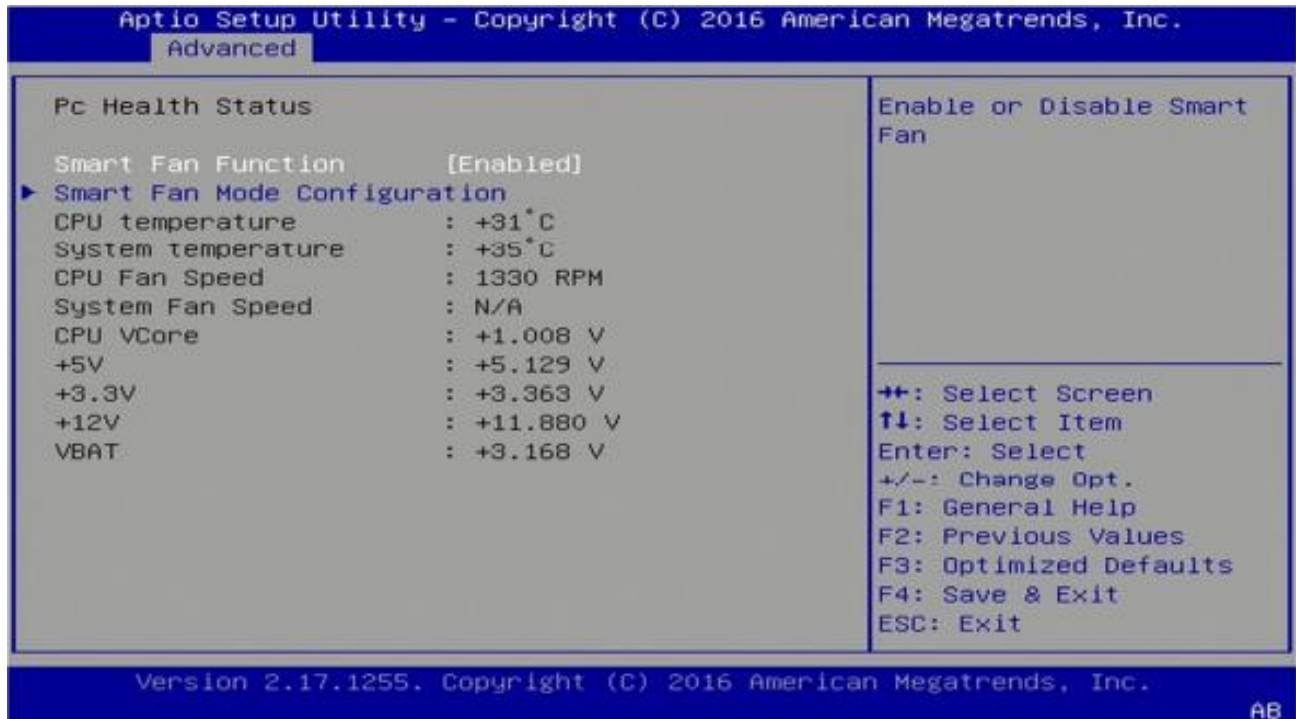 Aptio Setup Utility – Copyright (C) 2016 American Megatrends, Inc.
Advanced
Pc Health Status
Smart Fan Function [Enabled]
► Smart Fan Mode Configuration
CPU temperature : +31°C
System temperature : +35°C
CPU Fan Speed : 1330 RPM
System Fan Speed : N/A
CPU VCore : +1.008 V
+5V : +5.129 V
+3.3V : +3.363 V
+12V : +11.880 V
VBAT : +3.168 V
Enable or Disable Smart
Fan
→←: Select Screen
↑↓: Select Item
Enter: Select
+/-: Change Opt.
F1: General Help
F2: Previous Values
F3: Optimized Defaults
F4: Save & Exit
ESC: Exit
Version 2.17.1255. Copyright (C) 2016 American Megatrends, Inc.
AB